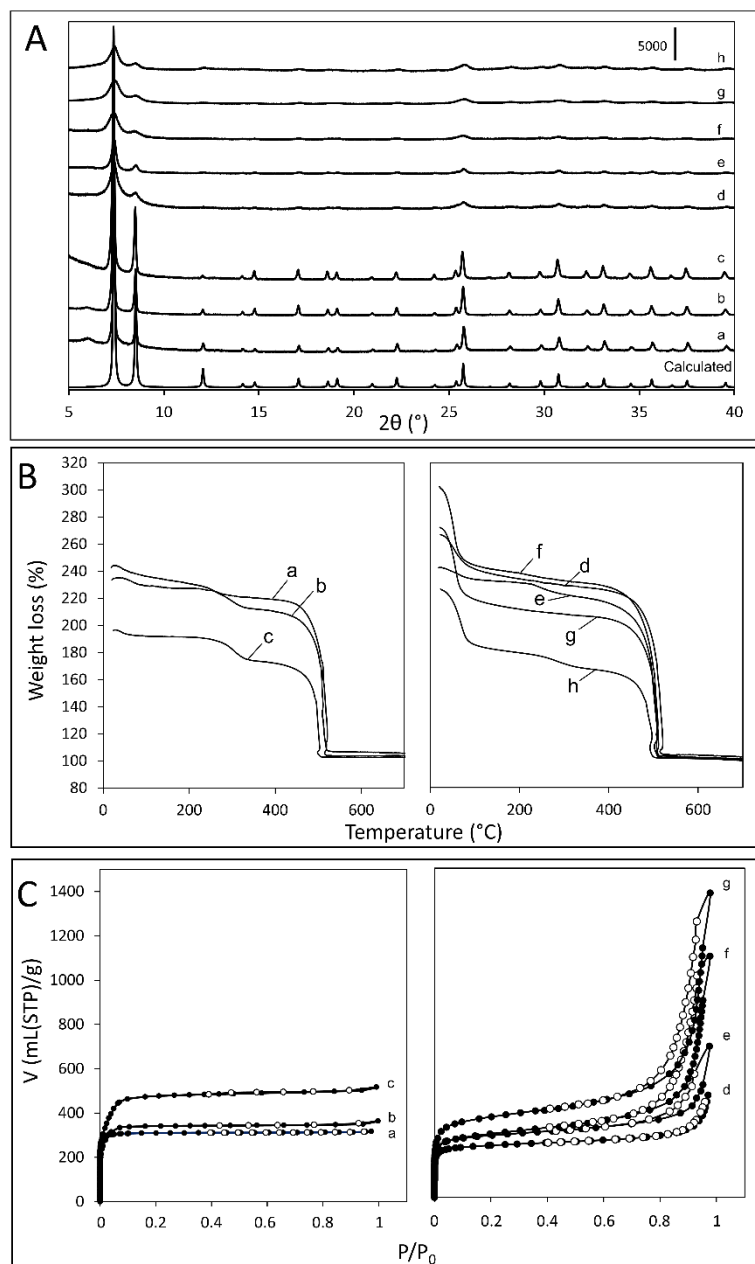 A
5000
h
g
f
e
d
c
b
a
Calculated
5 10 15 20 25 30 35 40
2θ (°)
B
Weight loss (%)
320
300
280
260
240
220
200
180
160
140
120
100
80
a
b
c
f
d
e
g
h
0 200 400 600 0 200 400 600
Temperature (°C)
C
V (mL(STP)/g)
1400
1200
1000
800
600
400
200
0
c
b
a
g
f
e
d
0 0.2 0.4 0.6 0.8 1 0 0.2 0.4 0.6 0.8 1
P/P₀